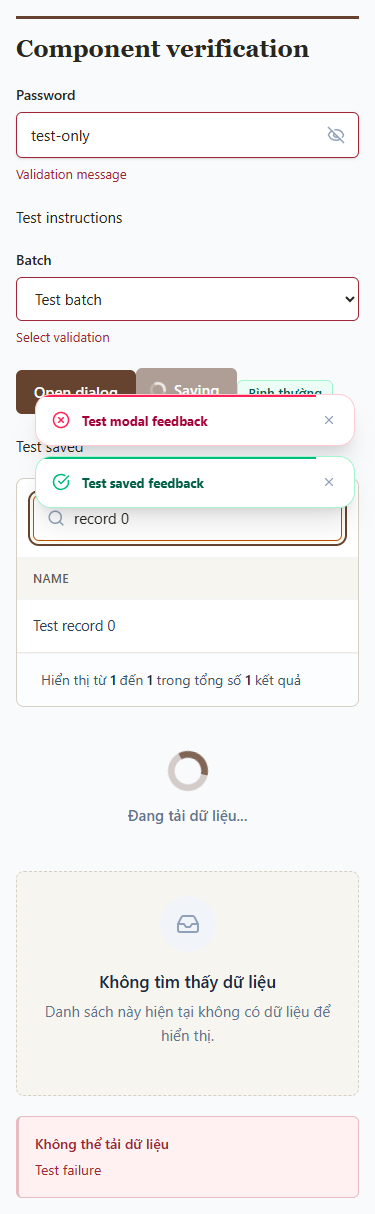 Component verification
Password
test-only
Validation message
Test instructions
Batch
Test batch
Select validation
Open dialog
Saving
Bình thường
Test modal feedback
Test saved
Test saved feedback
record 0
NAME
Test record 0
Hiển thị từ 1 đến 1 trong tổng số 1 kết quả
Đang tải dữ liệu...
Không tìm thấy dữ liệu
Danh sách này hiện tại không có dữ liệu để
hiển thị.
Không thể tải dữ liệu
Test failure